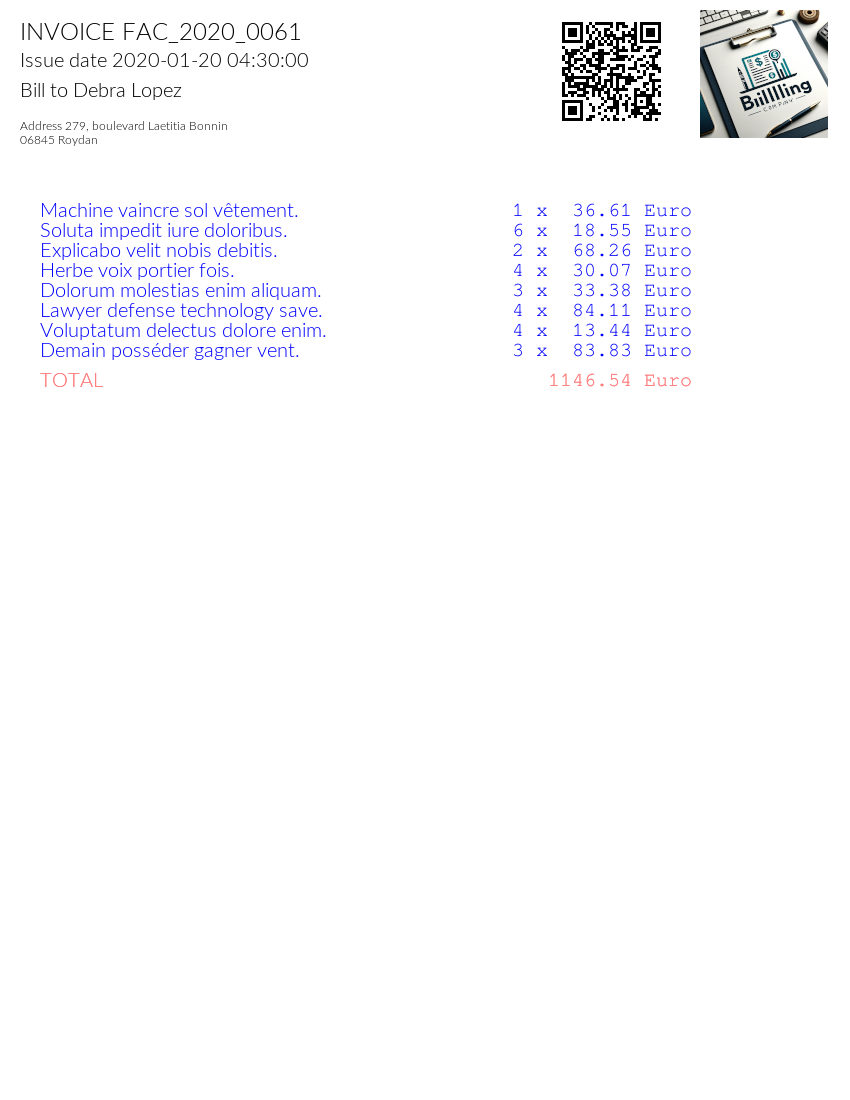 INVOICE FAC_2020_0061
Issue date 2020-01-20 04:30:00
Bill to Debra Lopez
Address 279, boulevard Laetitia Bonnin
06845 Roydan
Biilllling
COMPANY
Machine vaincre sol vêtement. 1 x 36.61 Euro
Soluta impedit iure doloribus. 6 x 18.55 Euro
Explicabo velit nobis debitis. 2 x 68.26 Euro
Herbe voix portier fois. 4 x 30.07 Euro
Dolorum molestias enim aliquam. 3 x 33.38 Euro
Lawyer defense technology save. 4 x 84.11 Euro
Voluptatum delectus dolore enim. 4 x 13.44 Euro
Demain posséder gagner vent. 3 x 83.83 Euro
TOTAL 1146.54 Euro